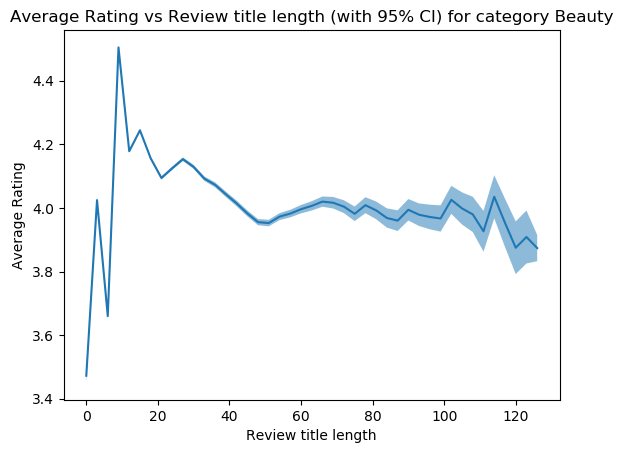 Average Rating vs Review title length (with 95% CI) for category Beauty
4.4
4.2
4.0
3.8
3.6
3.4
Average Rating
0 20 40 60 80 100 120
Review title length